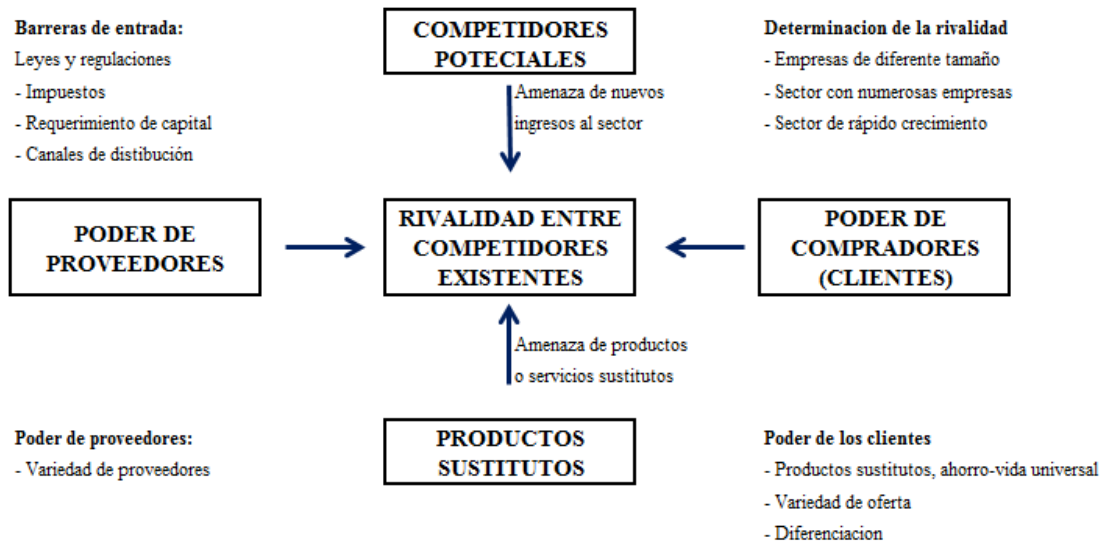 Barreras de entrada:
Leyes y regulaciones
- Impuestos
- Requerimiento de capital
- Canales de distibución
COMPETIDORES
POTECIALES
Amenaza de nuevos
ingresos al sector
Determinacion de la rivalidad
- Empresas de diferente tamaño
- Sector con numerosas empresas
- Sector de rápido crecimiento
PODER DE
PROVEEDORES
RIVALIDAD ENTRE
COMPETIDORES
EXISTENTES
PODER DE
COMPRADORES
(CLIENTES)
Amenaza de productos
o servicios sustitutos
Poder de proveedores:
- Variedad de proveedores
PRODUCTOS
SUSTITUTOS
Poder de los clientes
- Productos sustitutos, ahorro-vida universal
- Variedad de oferta
- Diferenciacion